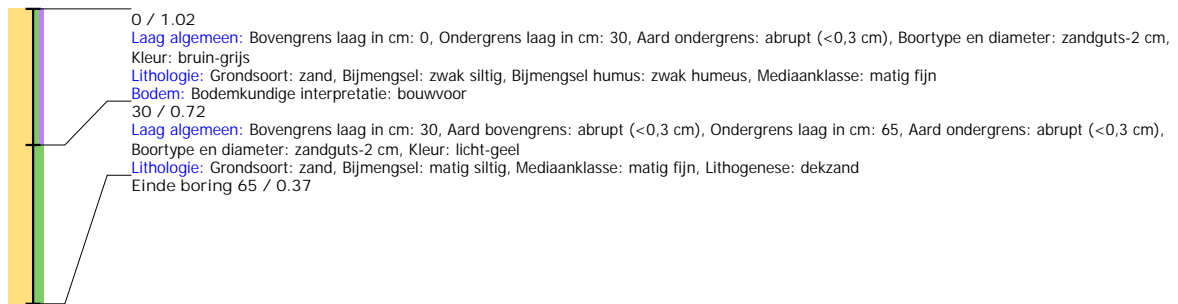 0 / 1.02
Laag algemeen: Bovengrens laag in cm: 0, Ondergrens laag in cm: 30, Aard ondergrens: abrupt (<0,3 cm), Boortype en diameter: zandguts-2 cm,
Kleur: bruin-grijs
Lithologie: Grondsoort: zand, Bijmengsel: zwak siltig, Bijmengsel humus: zwak humeus, Mediaanklasse: matig fijn
Bodem: Bodemkundige interpretatie: bouwvoor
30 / 0.72
Laag algemeen: Bovengrens laag in cm: 30, Aard bovengrens: abrupt (<0,3 cm), Ondergrens laag in cm: 65, Aard ondergrens: abrupt (<0,3 cm),
Boortype en diameter: zandguts-2 cm, Kleur: licht-geel
Lithologie: Grondsoort: zand, Bijmengsel: matig siltig, Mediaanklasse: matig fijn, Lithogenese: dekzand
Einde boring 65 / 0.37